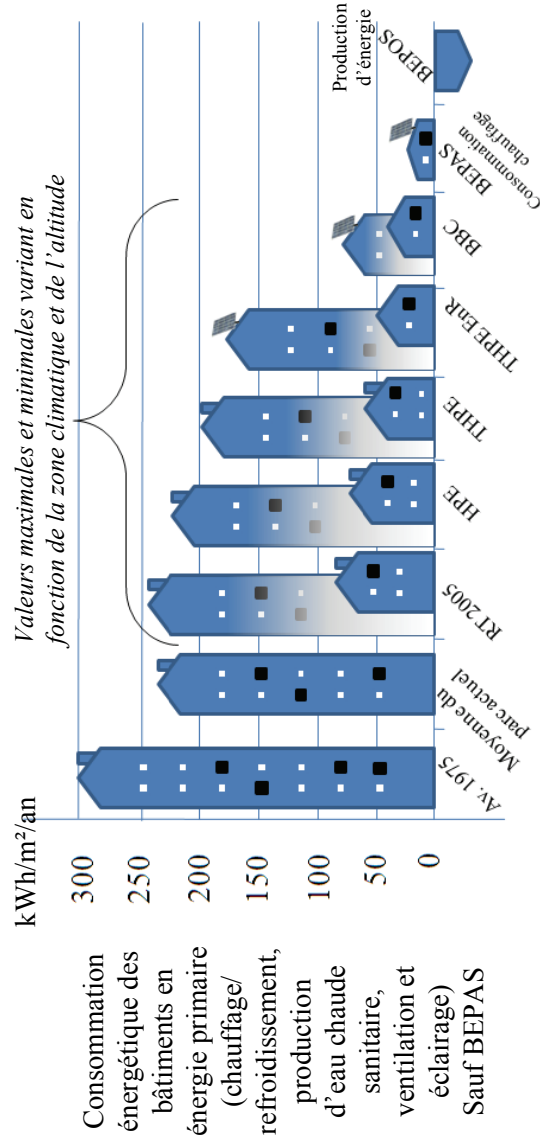 Valeurs maximales et minimales variant en
fonction de la zone climatique et de l'altitude
kWh/m²/an
Consommation
énergétique des
bâtiments en
énergie primaire
(chauffage/
refroidissement,
production
d'eau chaude
sanitaire,
ventilation et
éclairage)
Sauf BEPAS
300
250
200
150
100
50
0
Production
d'énergie
Av. 1975
Moyenne du
parc actuel
RT 2005
HPE
THPE
THPE EnR
BBC
BEPAS
Consommation
chauffage
BEPOS